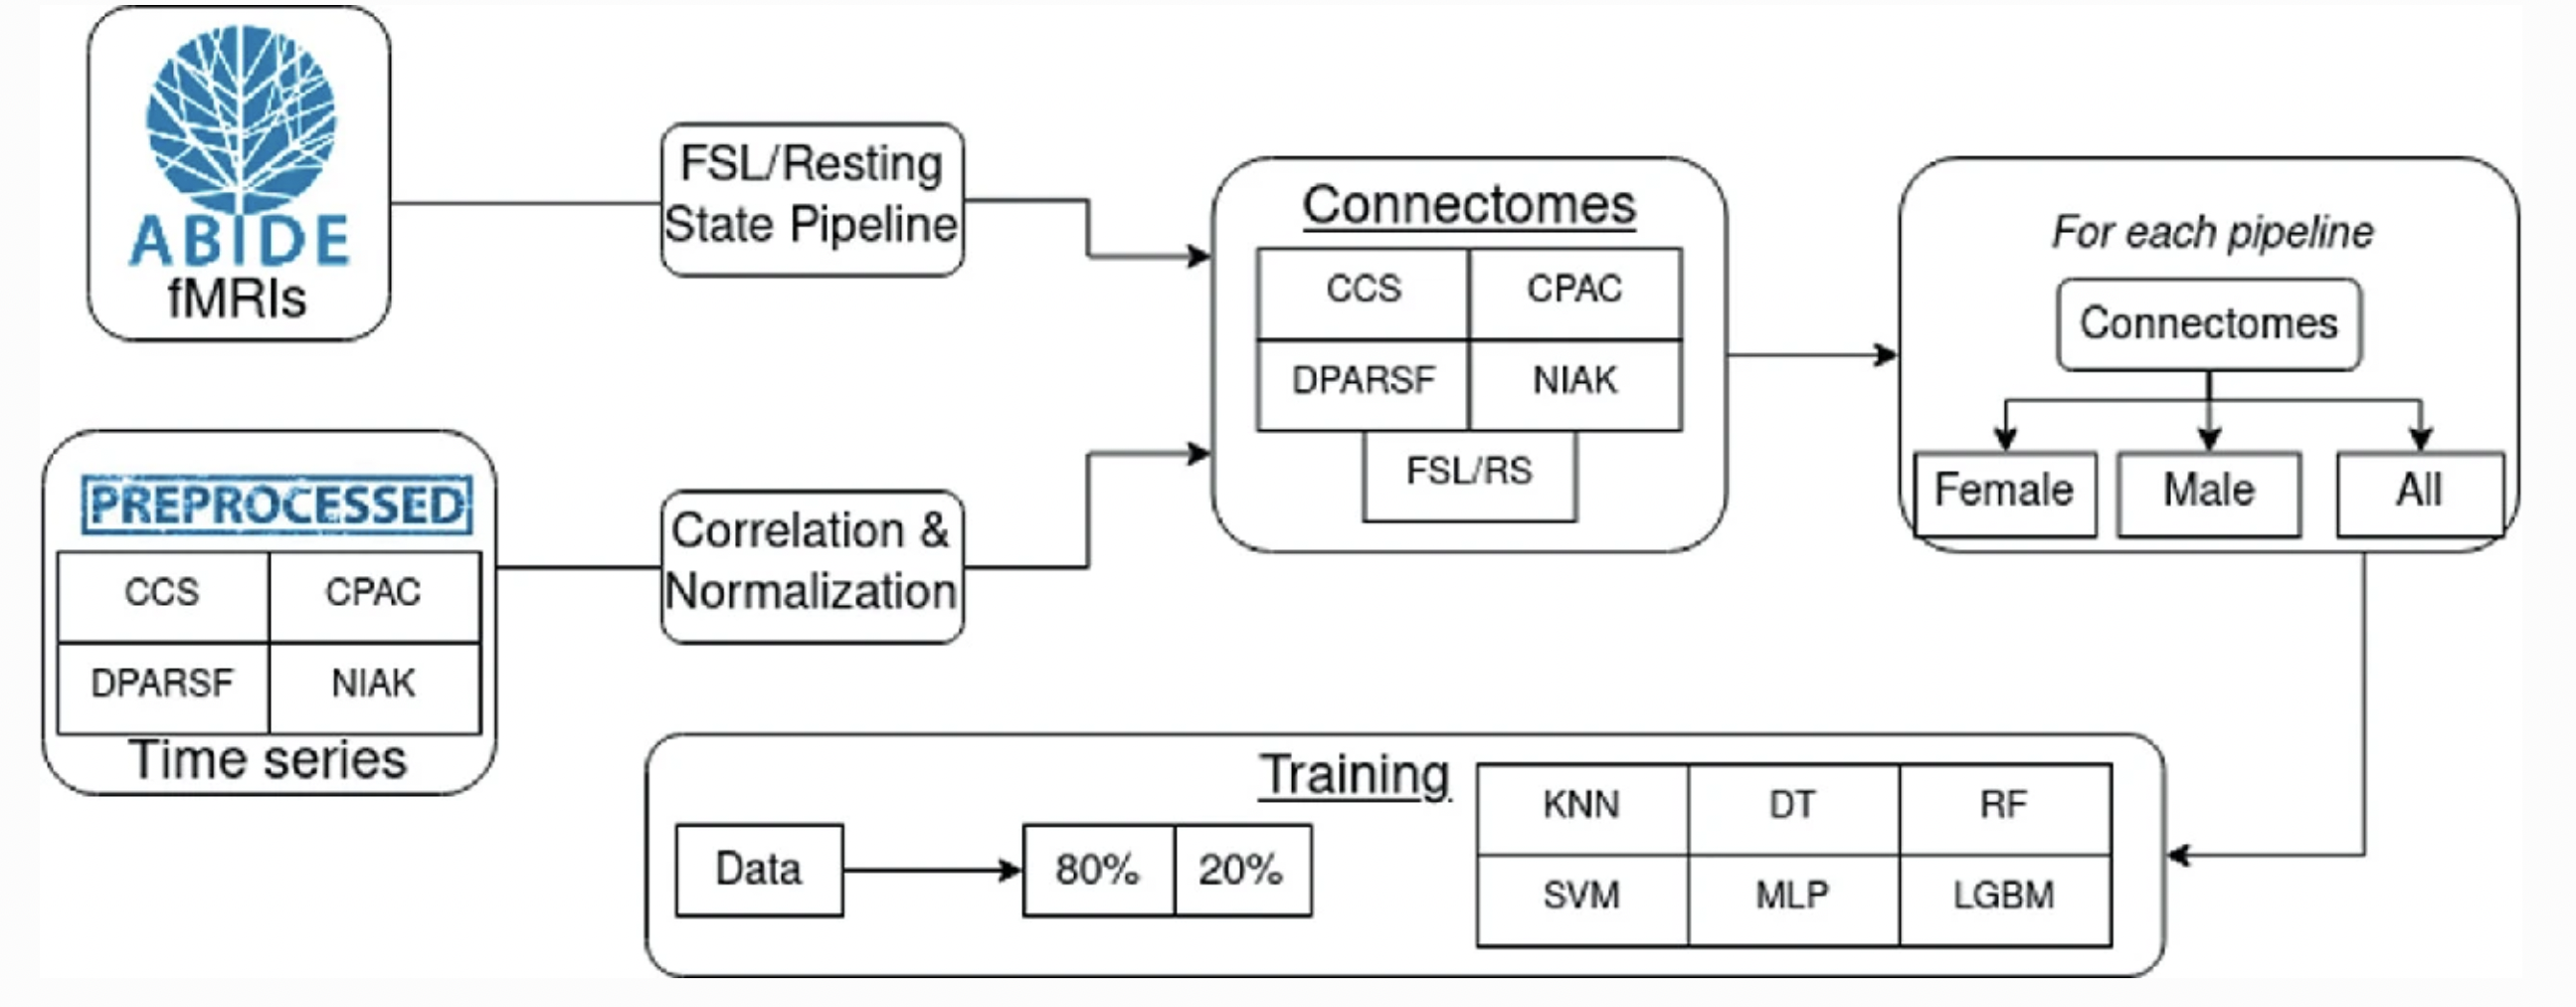 ABIDE
fMRIs
FSL/Resting
State Pipeline
PREPROCESSED
CCS CPAC
DPARSF NIAK
Time series
Correlation &
Normalization
Connectomes
CCS CPAC
DPARSF NIAK
FSL/RS
For each pipeline
Connectomes
Female Male All
Training
Data 80% 20%
KNN DT RF
SVM MLP LGBM